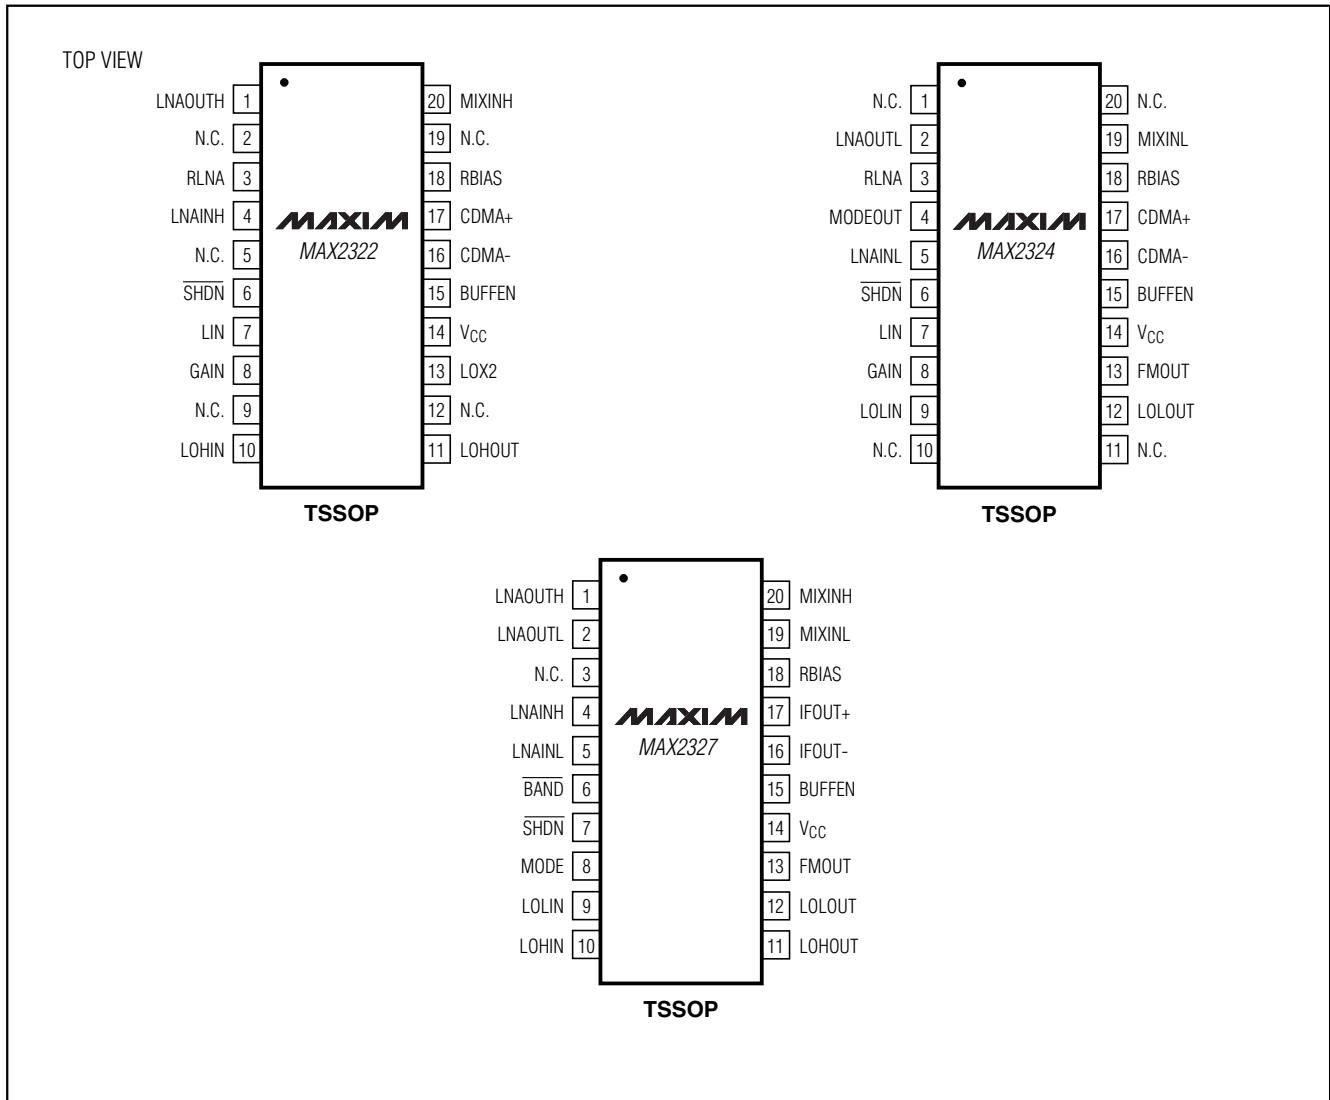 TOP VIEW
LNAOUTH 1 20 MIXINH
N.C. 2 19 N.C.
RLNA 3 18 RBIAS
LNAINH 4 17 CDMA+
N.C. 5 16 CDMA-
SHDN 6 15 BUFFEN
LIN 7 14 VCC
GAIN 8 13 LOX2
N.C. 9 12 N.C.
LOHIN 10 11 LOHOUT
MAXIM
MAX2322
TSSOP
N.C. 1 20 N.C.
LNAOUTL 2 19 MIXINL
RLNA 3 18 RBIAS
MODEOUT 4 17 CDMA+
LNAINL 5 16 CDMA-
SHDN 6 15 BUFFEN
LIN 7 14 VCC
GAIN 8 13 FMOUT
LOLIN 9 12 LOLOUT
N.C. 10 11 N.C.
MAXIM
MAX2324
TSSOP
LNAOUTH 1 20 MIXINH
LNAOUTL 2 19 MIXINL
N.C. 3 18 RBIAS
LNAINH 4 17 IFOUT+
LNAINL 5 16 IFOUT-
BAND 6 15 BUFFEN
SHDN 7 14 VCC
MODE 8 13 FMOUT
LOLIN 9 12 LOLOUT
LOHIN 10 11 LOHOUT
MAXIM
MAX2327
TSSOP